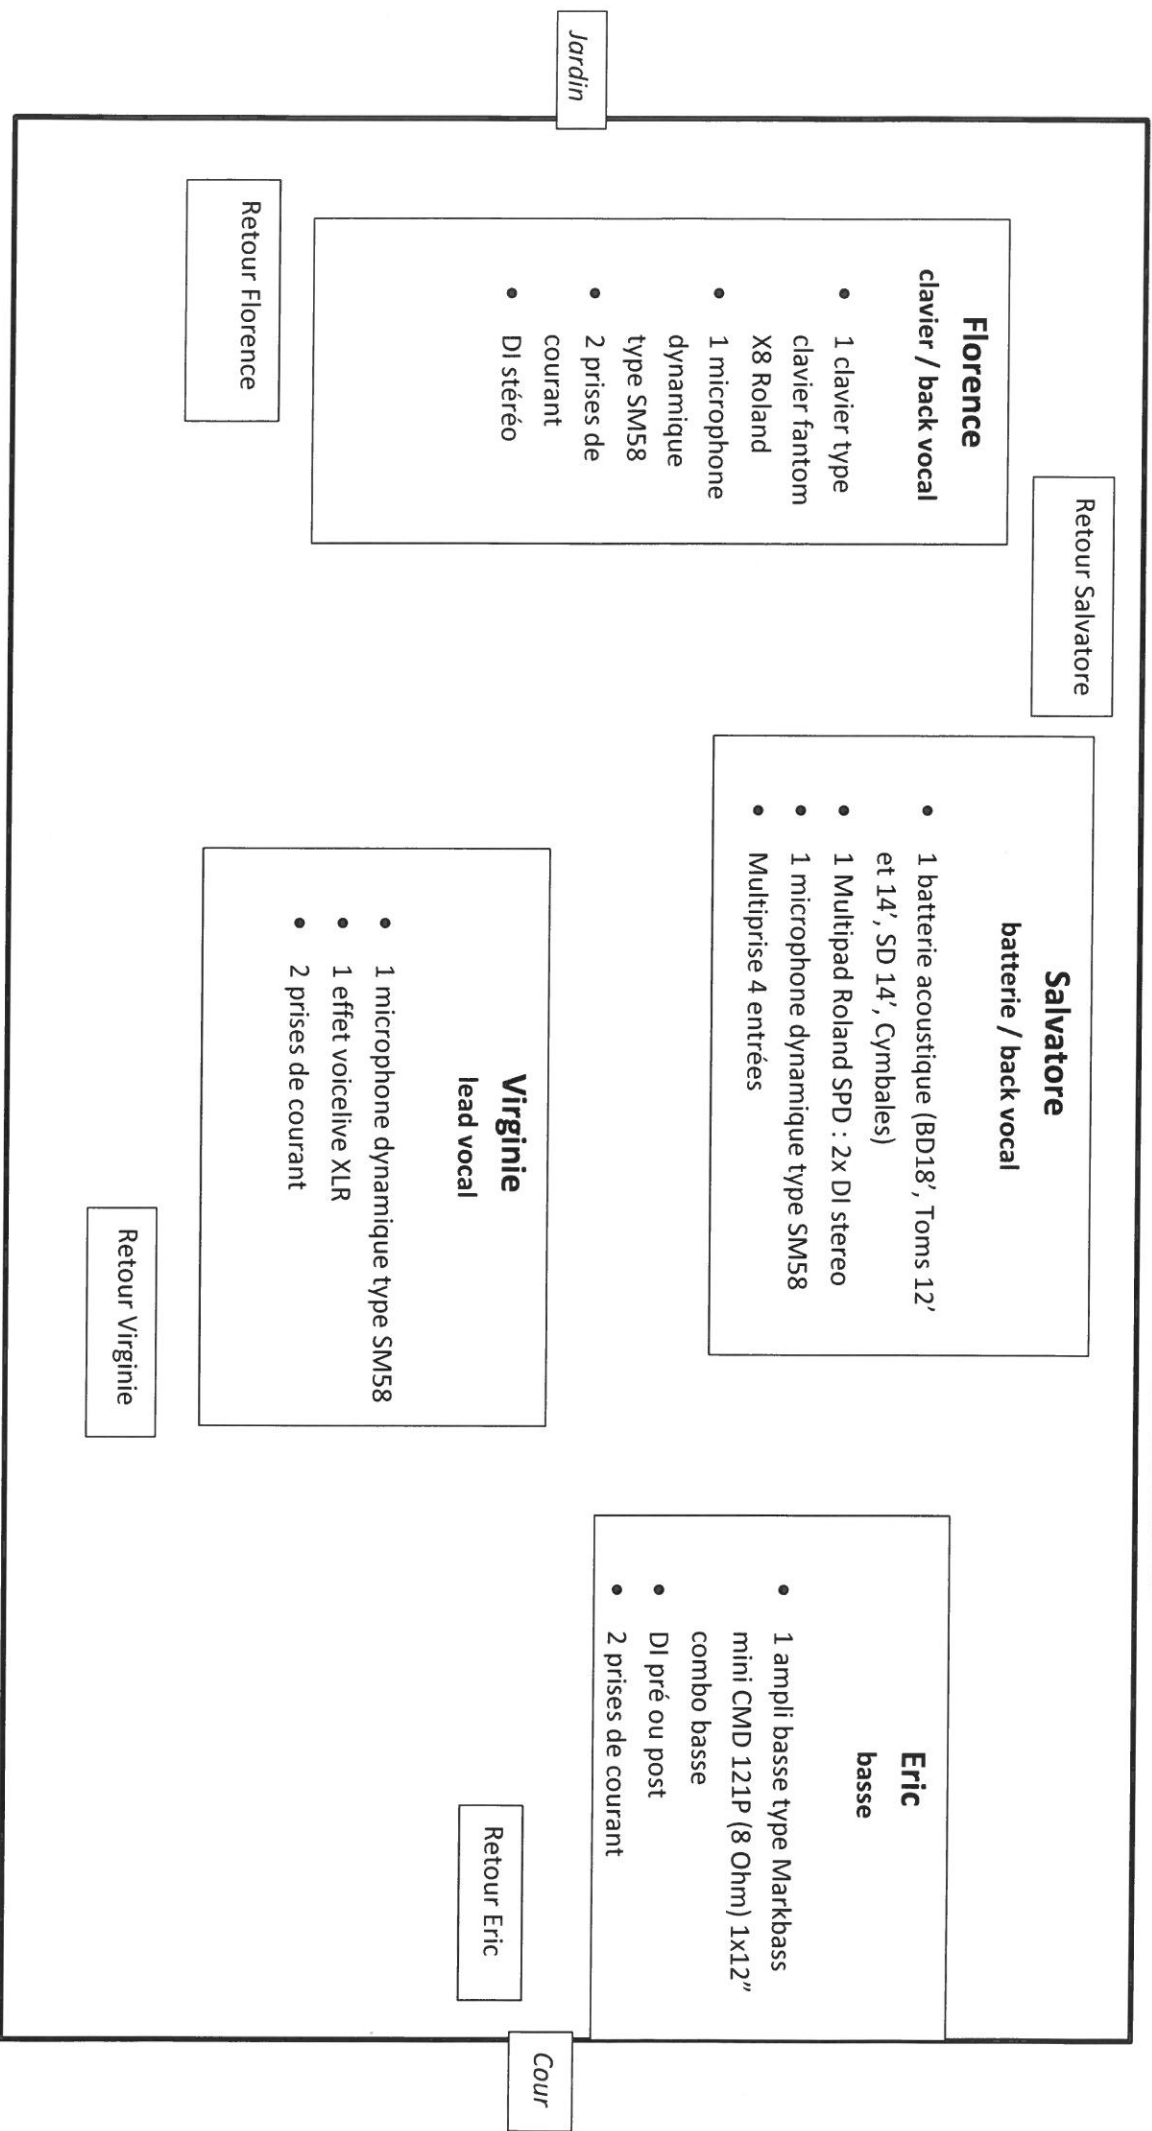 Jardin
Retour Salvatore
Florence
clavier / back vocal
• 1 clavier type
clavier fantom
X8 Roland
• 1 microphone
dynamique
type SM58
• 2 prises de
courant
• DI stéréo
Retour Florence
Salvatore
batterie / back vocal
• 1 batterie acoustique (BD18’, Toms 12’
et 14’, SD 14’, Cymbales)
• 1 Multipad Roland SPD : 2x DI stereo
• 1 microphone dynamique type SM58
• Multiprise 4 entrées
Virginie
lead vocal
• 1 microphone dynamique type SM58
• 1 effet voicelive XLR
• 2 prises de courant
Retour Virginie
Eric
basse
• 1 ampli basse type Markbass
mini CMD 121P (8 Ohm) 1x12”
combo basse
• DI pré ou post
• 2 prises de courant
Retour Eric
Cour